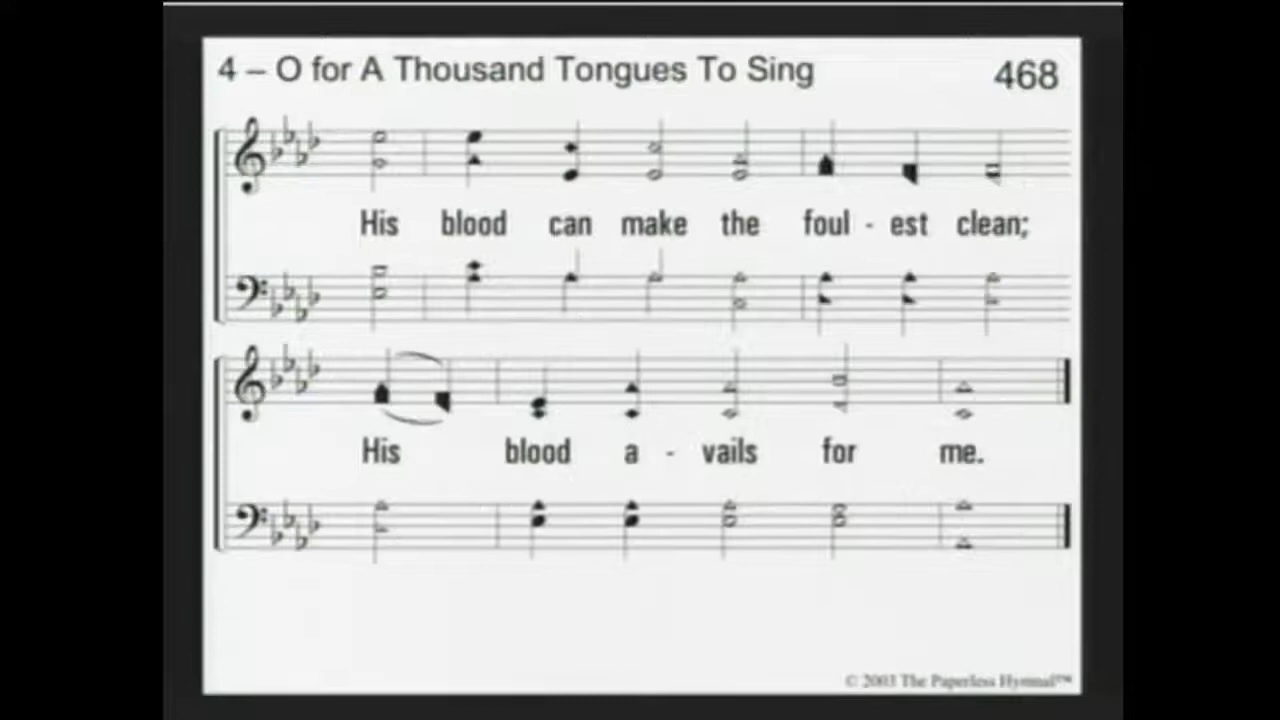 4 – O for A Thousand Tongues To Sing 468
His blood can make the foul - est clean;
His blood a - vails for me.
© 2003 The Paperless Hymnal™